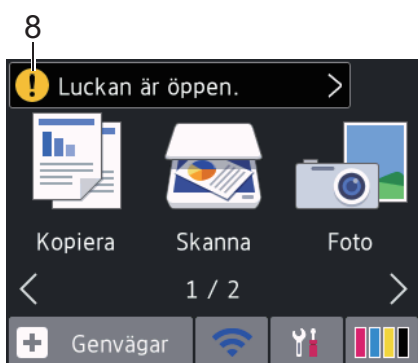 8
Luckan är öppen.
Kopiera Skanna Foto
1 / 2
Genvägar